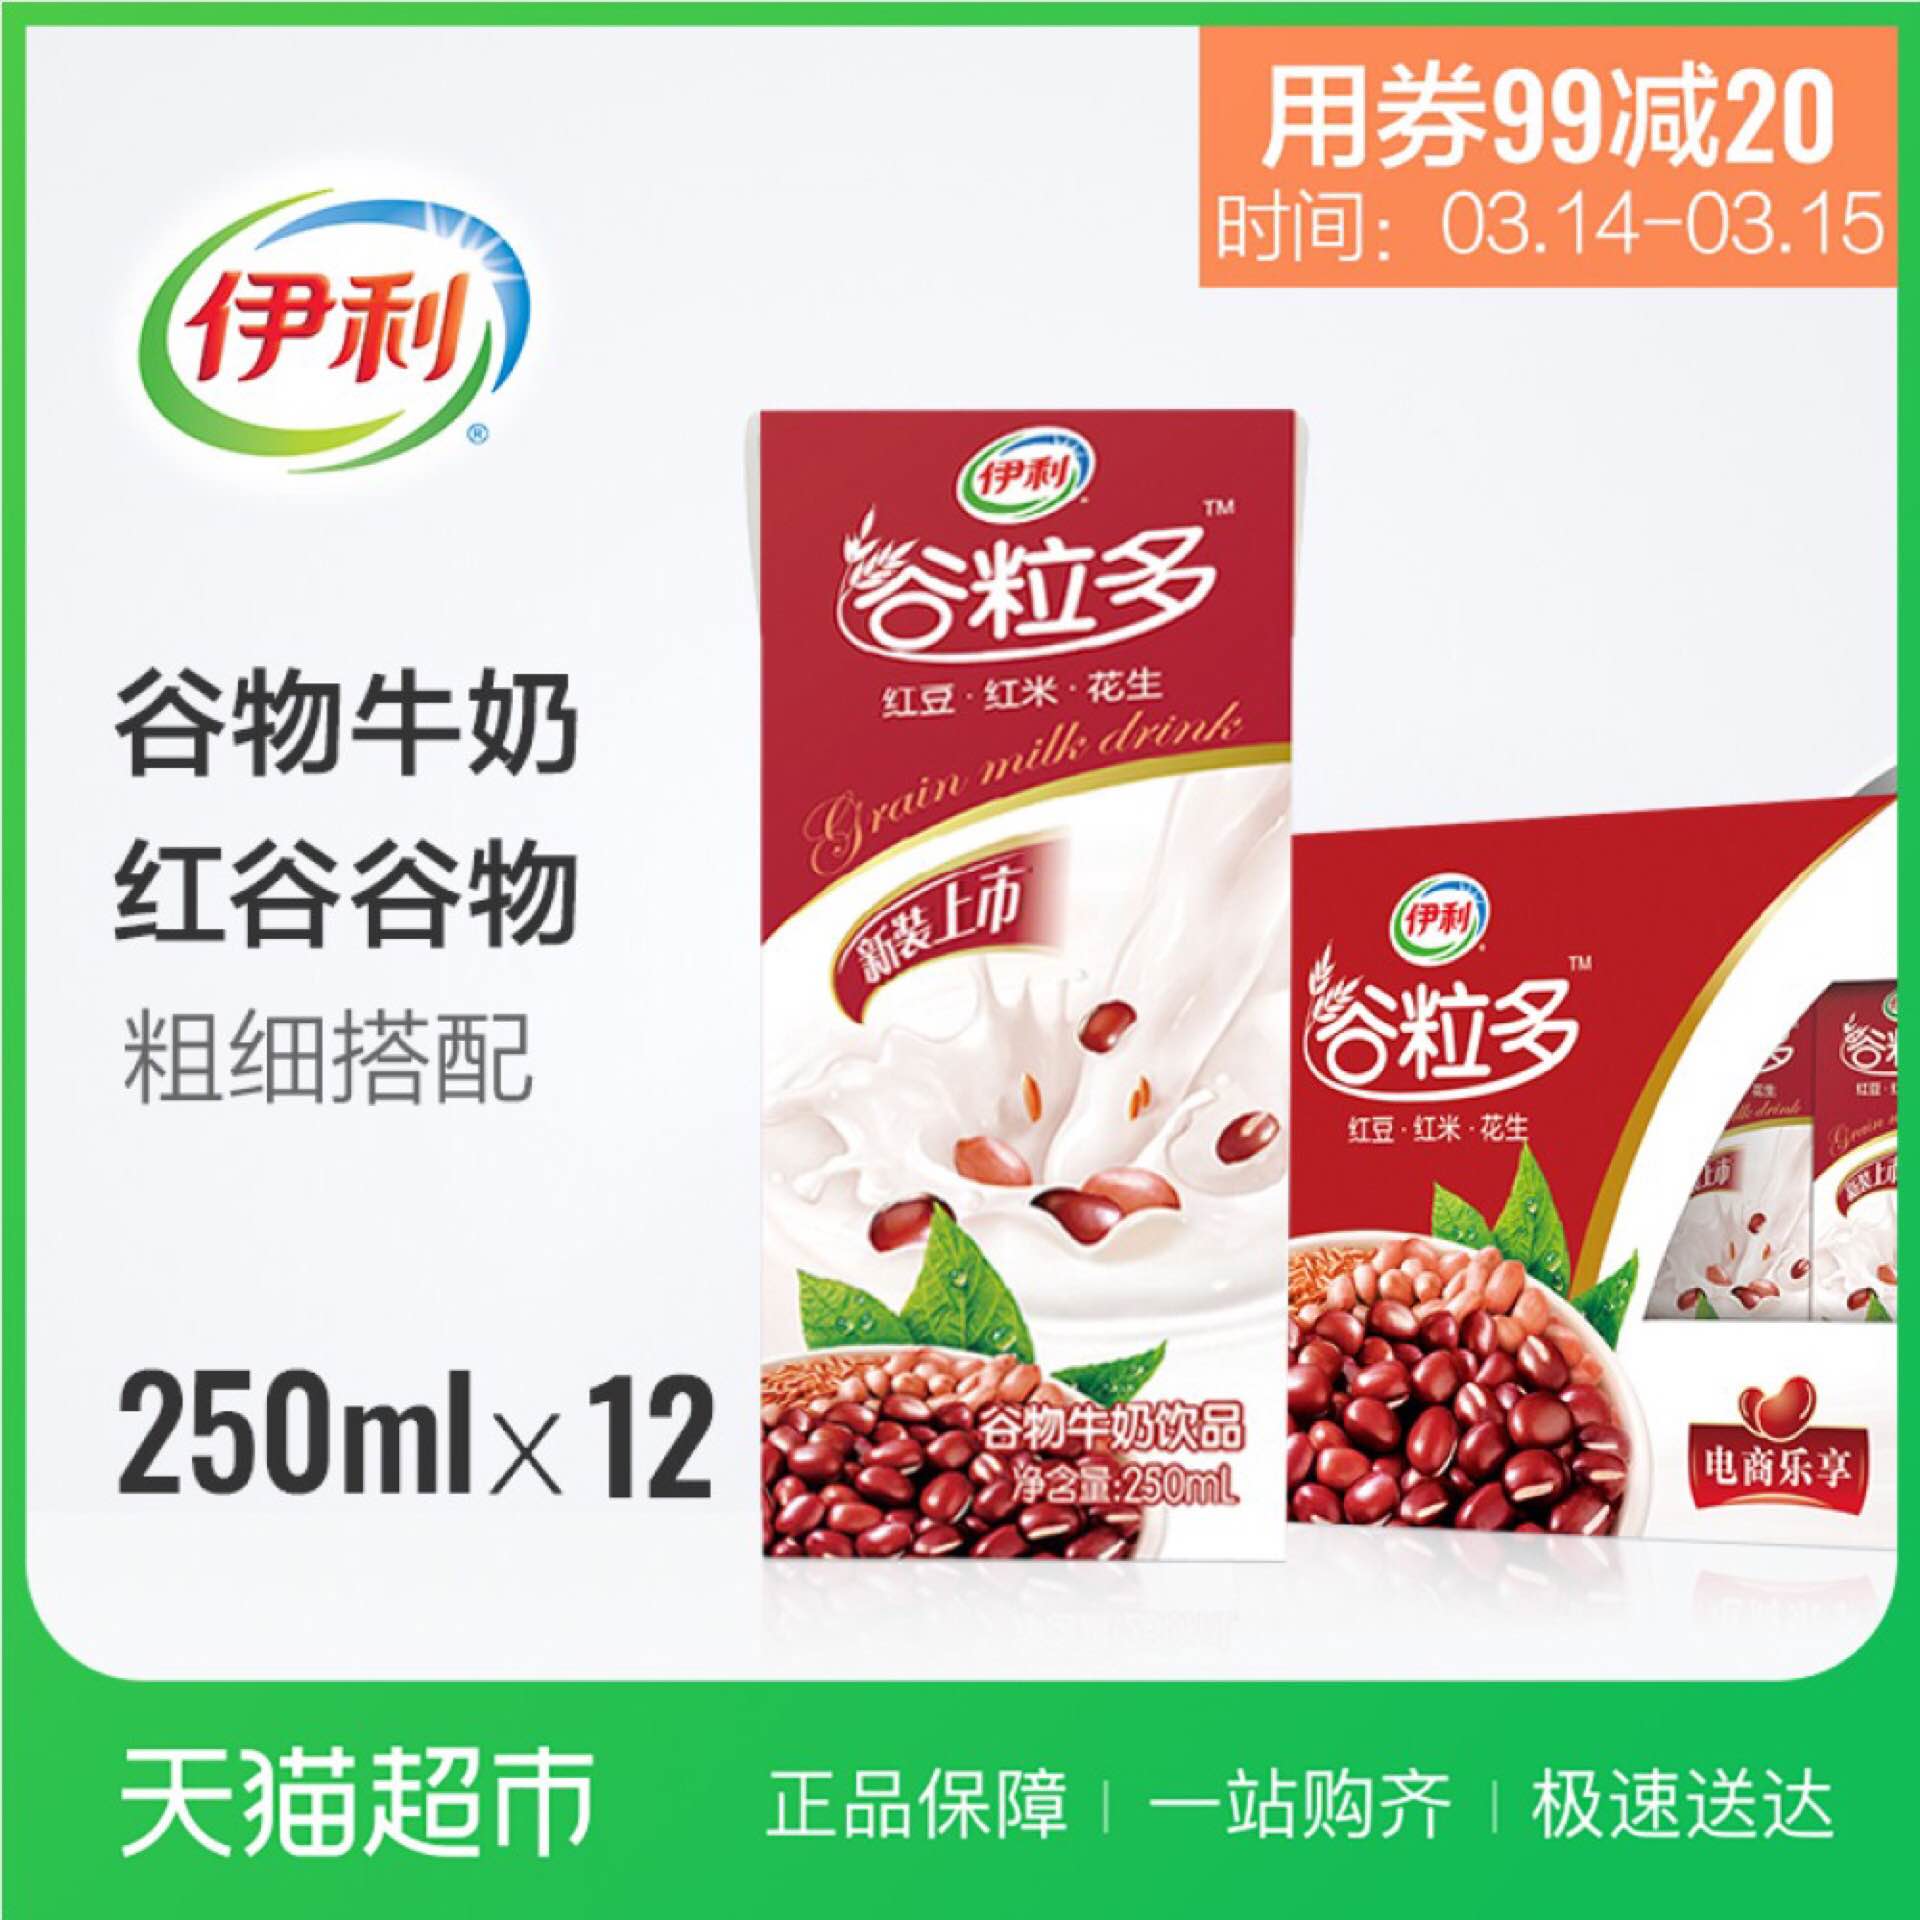 用券99减20
时间：03.14-03.15
伊利®
谷物牛奶
红谷谷物
粗细搭配
250ml×12
伊利
谷粒多™
红豆·红米·花生
Grain milk drink
新装上市
谷物牛奶饮品
净含量:250mL
伊利
谷粒多™
红豆·红米·花生
电商乐享
天猫超市
正品保障 | 一站购齐 | 极速送达